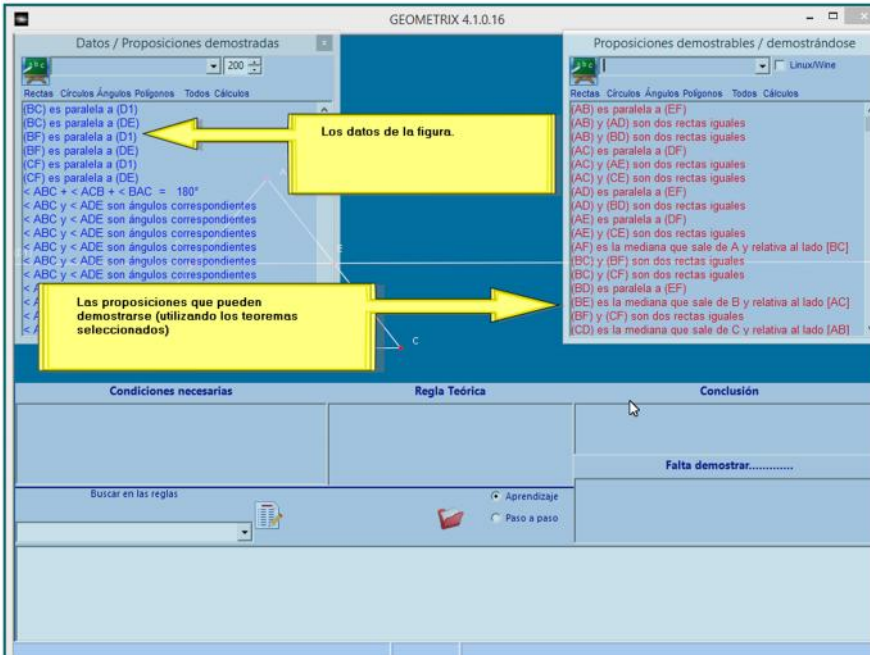 GEOMETRIX 4.1.0.16
Datos / Proposiciones demostradas
200
Rectas Círculos Ángulos Polígonos Todos Cálculos
(BC) es paralela a (D1)
(BC) es paralela a (DE)
(BF) es paralela a (D1)
(BF) es paralela a (DE)
(CF) es paralela a (D1)
(CF) es paralela a (DE)
< ABC + < ACB + < BAC = 180°
< ABC y < ADE son ángulos correspondientes
< ABC y < ADE son ángulos correspondientes
< ABC y < ADE son ángulos correspondientes
< ABC y < ADE son ángulos correspondientes
< ABC y < ADE son ángulos correspondientes
< ABC y < ADE son ángulos correspondientes
Los datos de la figura.
Las proposiciones que pueden
demostrarse (utilizando los teoremas
seleccionados)
A
E
C
Proposiciones demostrables / demostrándose
Linux/Wine
Rectas Círculos Ángulos Polígonos Todos Cálculos
(AB) es paralela a (EF)
(AB) y (AD) son dos rectas iguales
(AB) y (BD) son dos rectas iguales
(AC) es paralela a (DF)
(AC) y (AE) son dos rectas iguales
(AC) y (CE) son dos rectas iguales
(AD) es paralela a (EF)
(AD) y (BD) son dos rectas iguales
(AE) es paralela a (DF)
(AE) y (CE) son dos rectas iguales
(AF) es la mediana que sale de A y relativa al lado [BC]
(BC) y (BF) son dos rectas iguales
(BC) y (CF) son dos rectas iguales
(BD) es paralela a (EF)
(BE) es la mediana que sale de B y relativa al lado [AC]
(BF) y (CF) son dos rectas iguales
(CD) es la mediana que sale de C y relativa al lado [AB]
Condiciones necesarias
Regla Teórica
Conclusión
Falta demostrar.............
Buscar en las reglas
Aprendizaje
Paso a paso